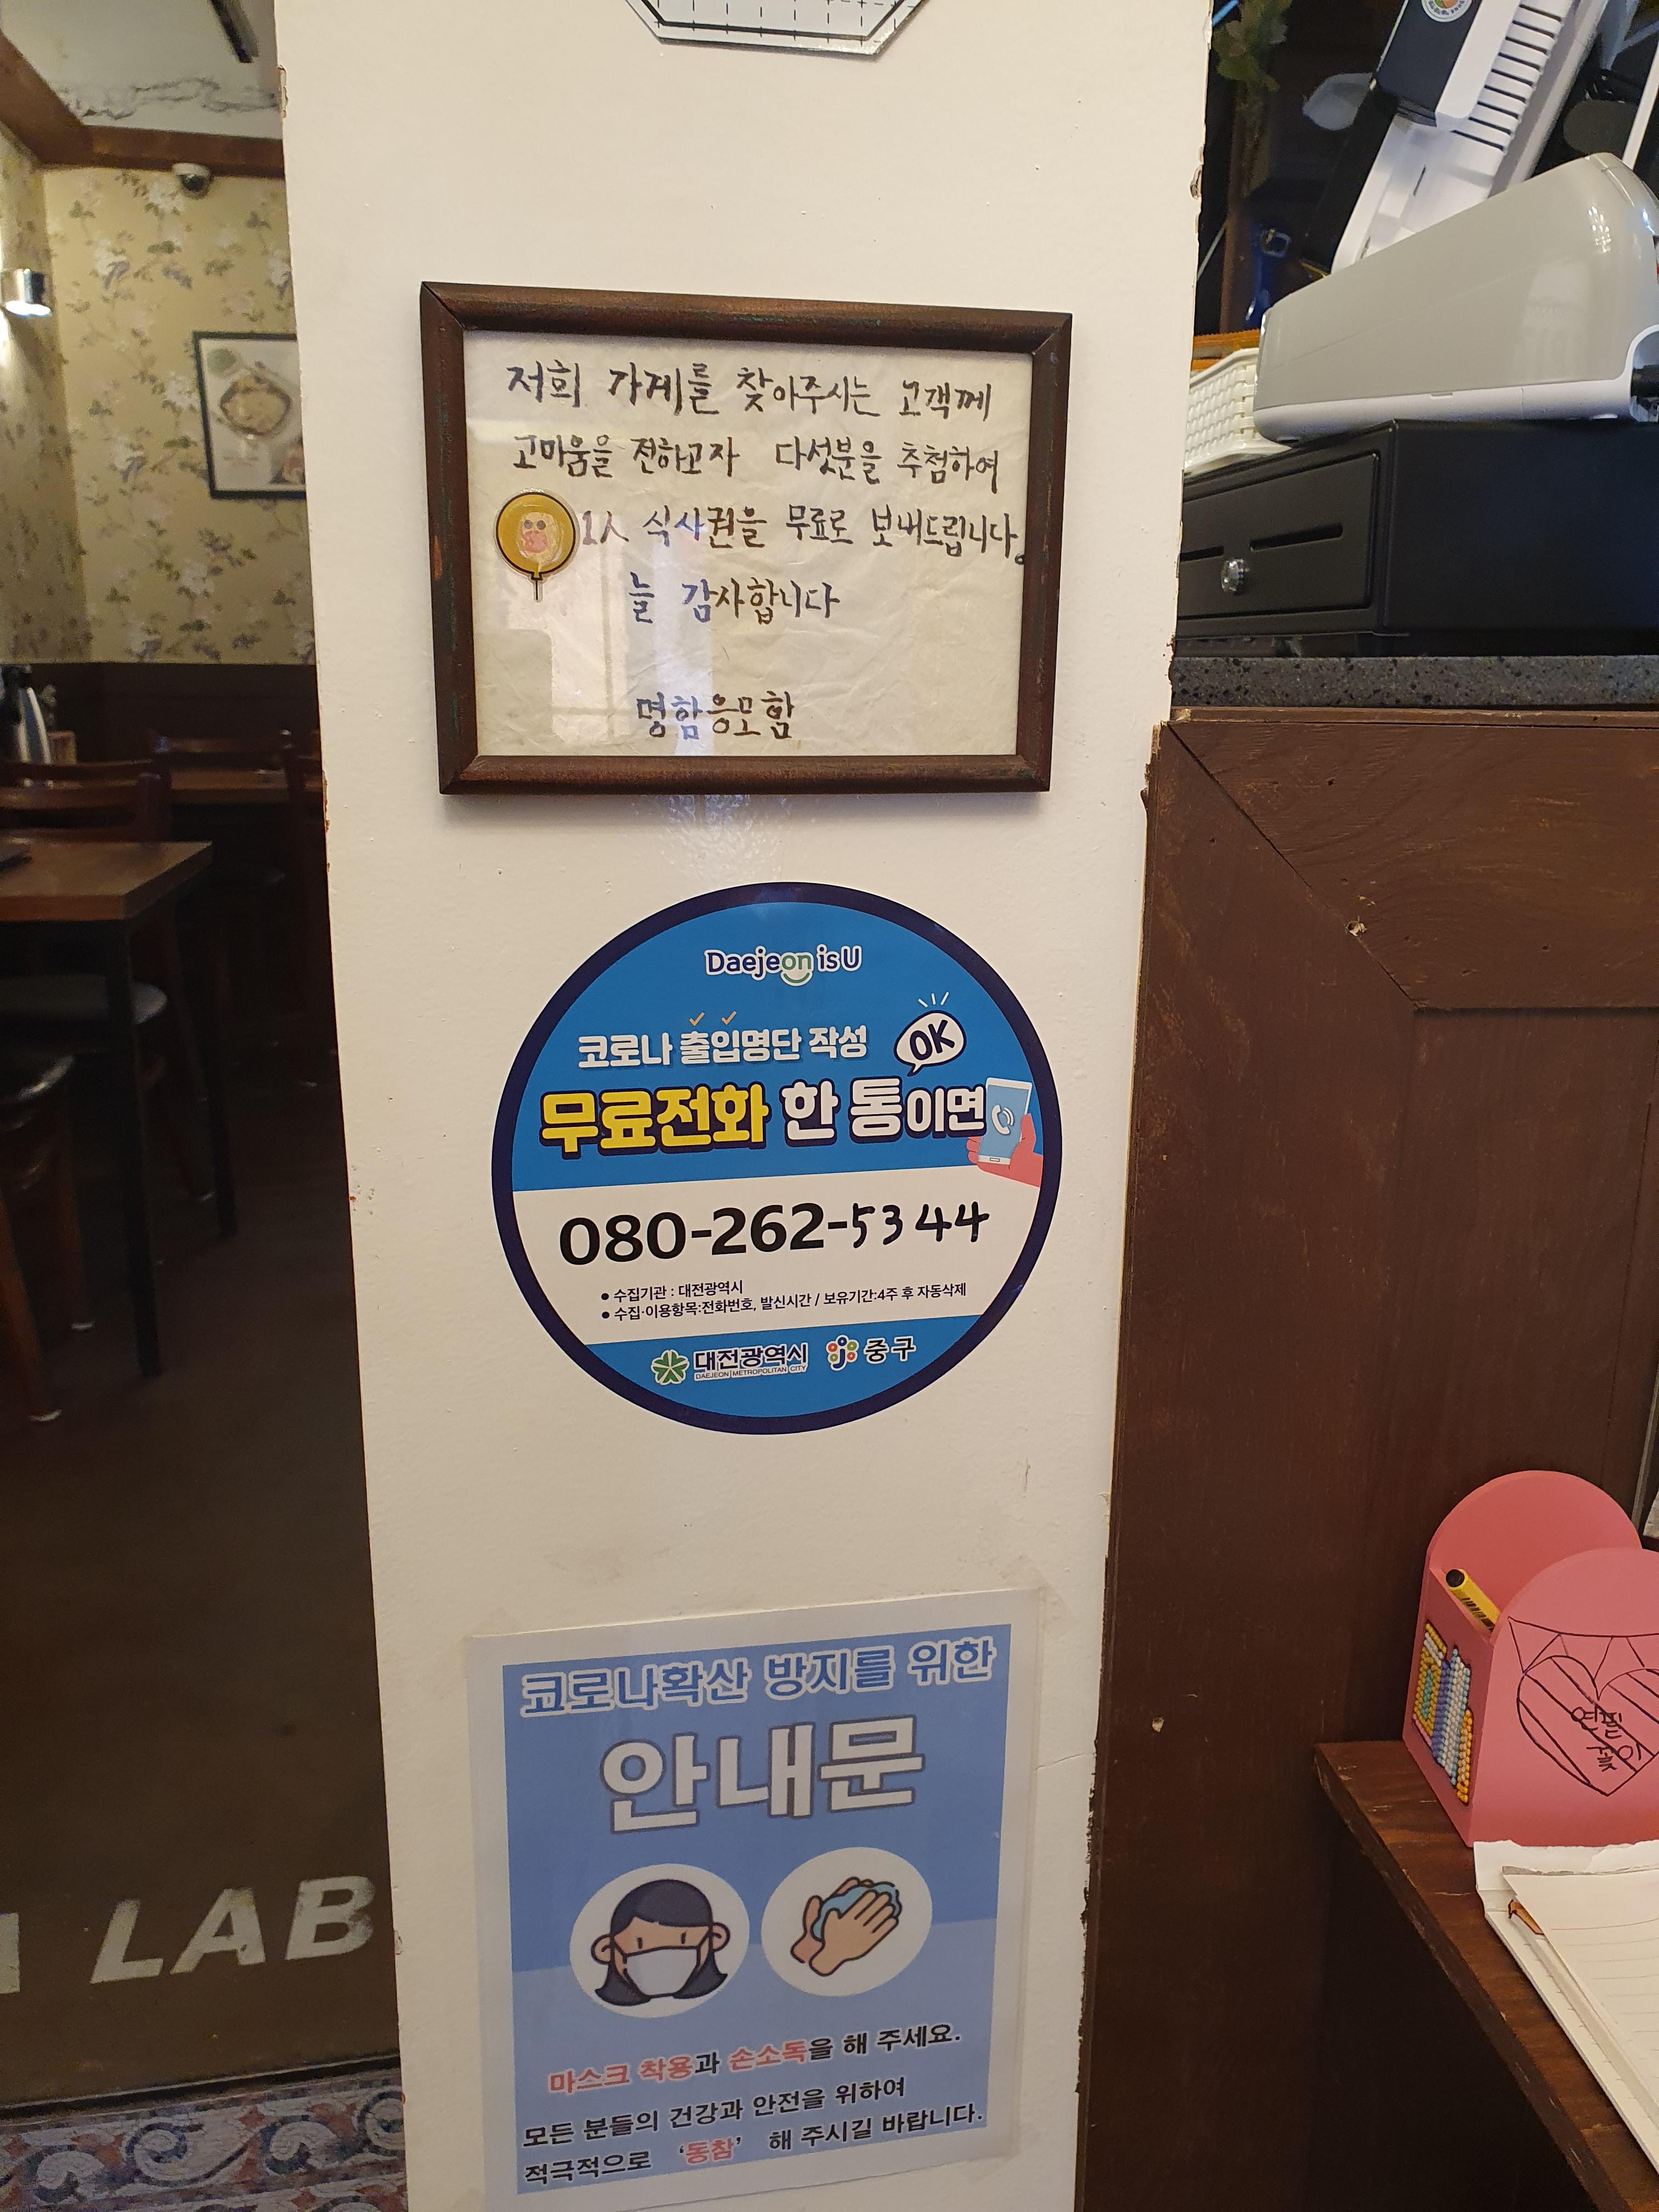 저희 가게를 찾아주시는 고객께
고마움을 전하고자 다섯분을 추첨하여
1人 식사권을 무료로 보내드립니다.
늘 감사합니다
명함응모함
Daejeon is U
코로나 출입명단 작성 OK
무료전화 한 통이면
080-262-5344
• 수집기관 : 대전광역시
• 수집·이용항목:전화번호, 발신시간 / 보유기간:4주 후 자동삭제
대전광역시 중구
DAEJEON METROPOLITAN CITY
코로나확산 방지를 위한
안내문
마스크 착용과 손소독을 해 주세요.
모든 분들의 건강과 안전을 위하여
적극적으로 '동참' 해 주시길 바랍니다.
LAB
연필
꽂이